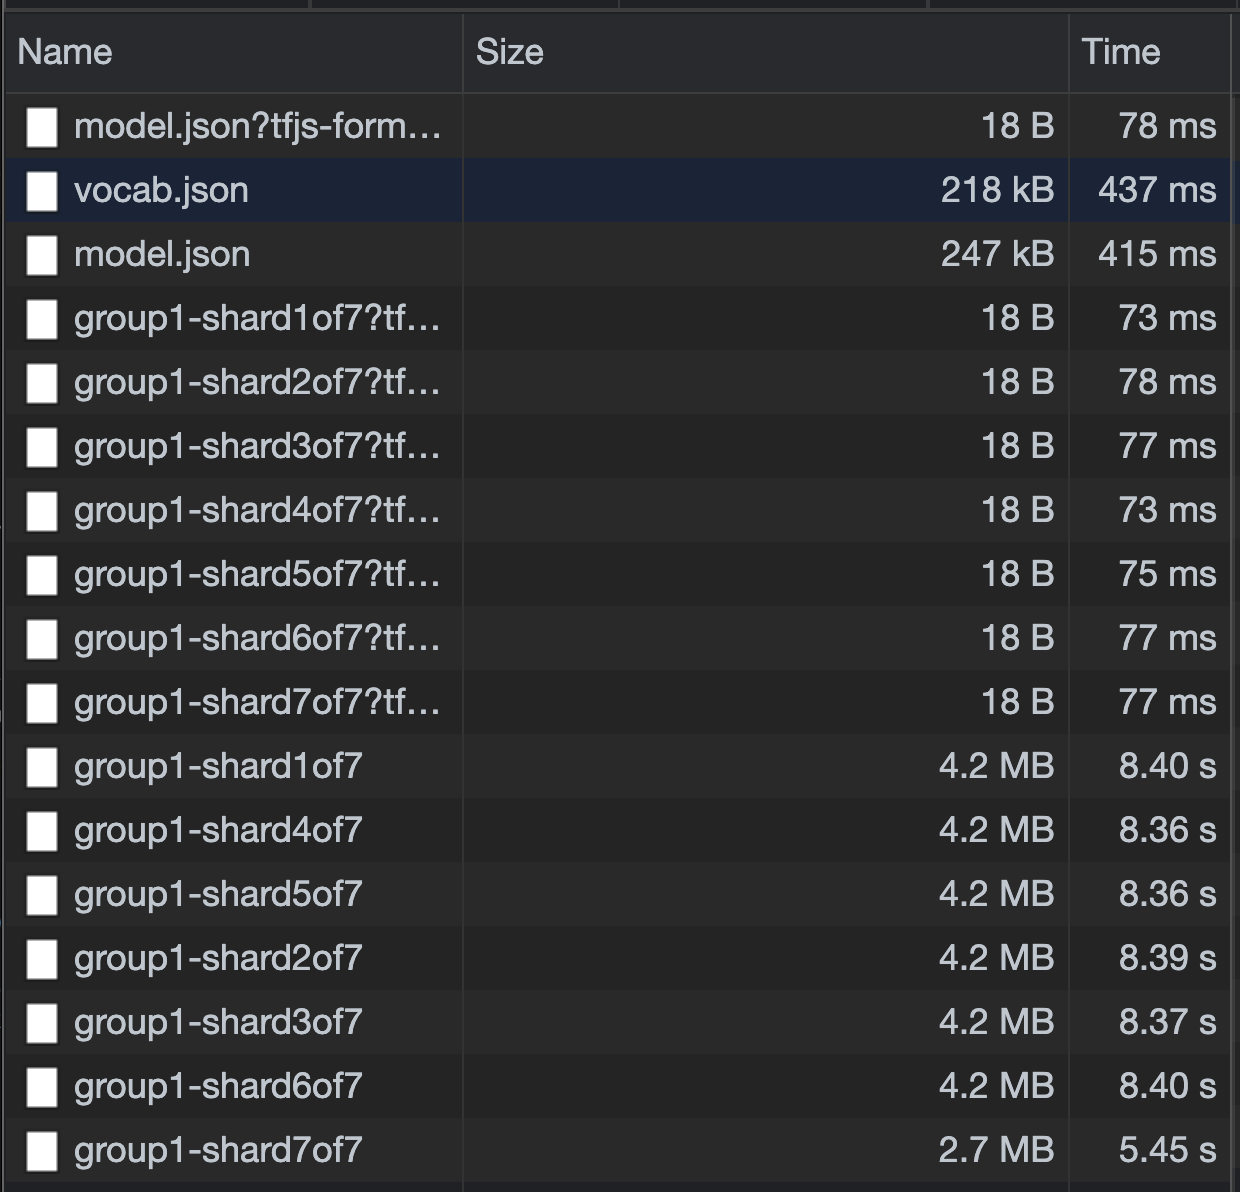 Name Size Time
model.json?tfjs-form... 18 B 78 ms
vocab.json 218 kB 437 ms
model.json 247 kB 415 ms
group1-shard1of7?tf... 18 B 73 ms
group1-shard2of7?tf... 18 B 78 ms
group1-shard3of7?tf... 18 B 77 ms
group1-shard4of7?tf... 18 B 73 ms
group1-shard5of7?tf... 18 B 75 ms
group1-shard6of7?tf... 18 B 77 ms
group1-shard7of7?tf... 18 B 77 ms
group1-shard1of7 4.2 MB 8.40 s
group1-shard4of7 4.2 MB 8.36 s
group1-shard5of7 4.2 MB 8.36 s
group1-shard2of7 4.2 MB 8.39 s
group1-shard3of7 4.2 MB 8.37 s
group1-shard6of7 4.2 MB 8.40 s
group1-shard7of7 2.7 MB 5.45 s